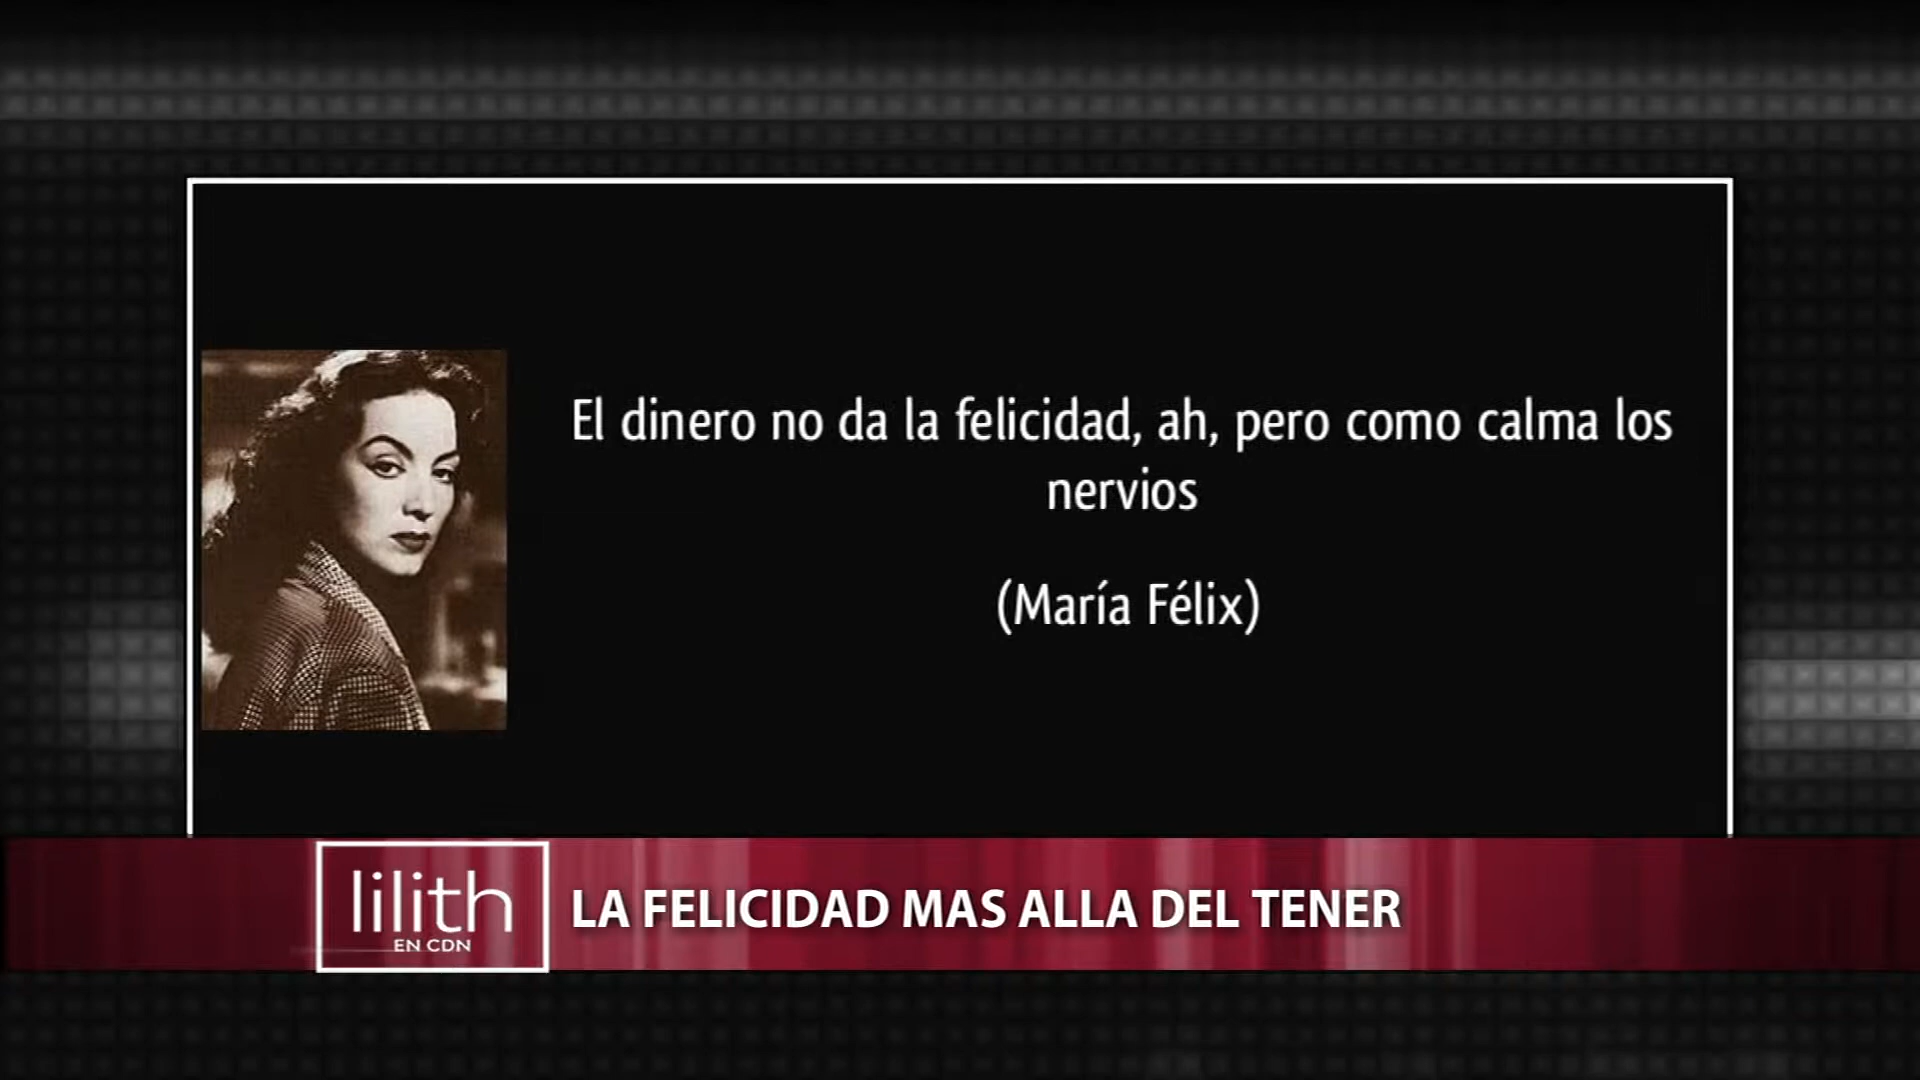 El dinero no da la felicidad, ah, pero como calma los
nervios
(María Félix)
lilith
EN CDN
LA FELICIDAD MAS ALLA DEL TENER